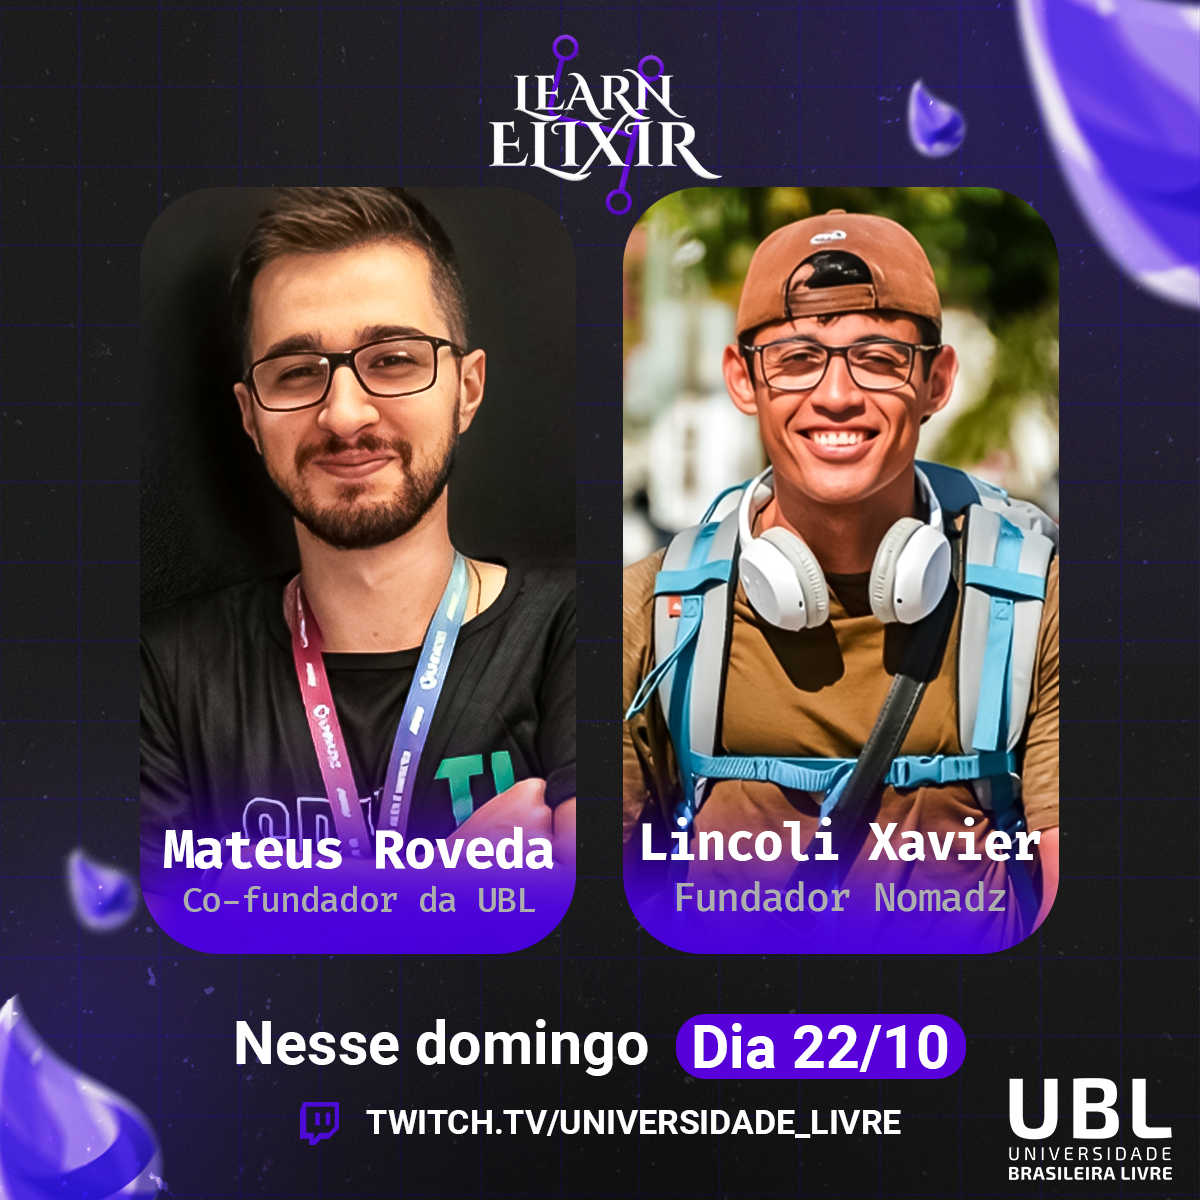 LEARN
ELIXIR
Mateus Roveda
Co-fundador da UBL
Lincoli Xavier
Fundador Nomadz
Nesse domingo Dia 22/10
TWITCH.TV/UNIVERSIDADE_LIVRE
UBL
UNIVERSIDADE
BRASILEIRA LIVRE